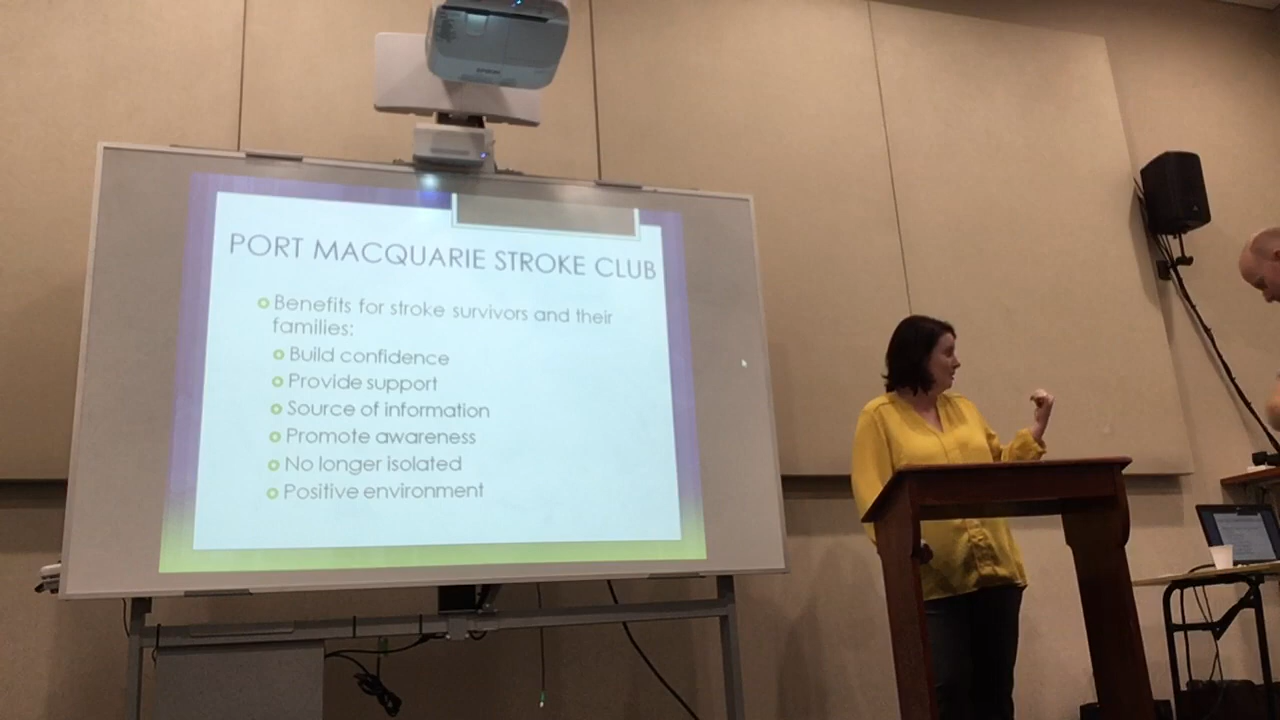 EPSON
PORT MACQUARIE STROKE CLUB
Benefits for stroke survivors and their
families:
Build confidence
Provide support
Source of information
Promote awareness
No longer isolated
Positive environment